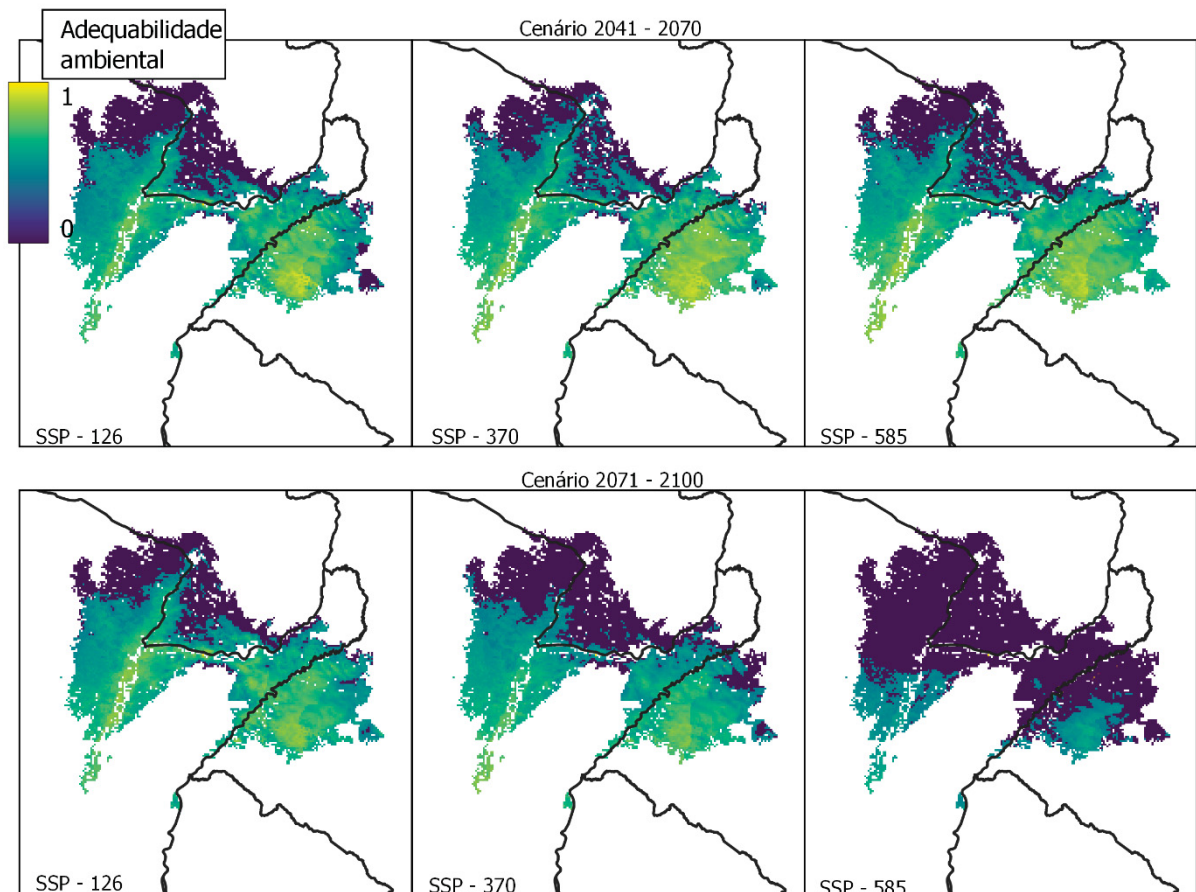 Adequabilidade
ambiental
1
0
Cenário 2041 - 2070
SSP - 126
SSP - 370
SSP - 585
Cenário 2071 - 2100
SSP - 126
SSP - 370
SSP - 585